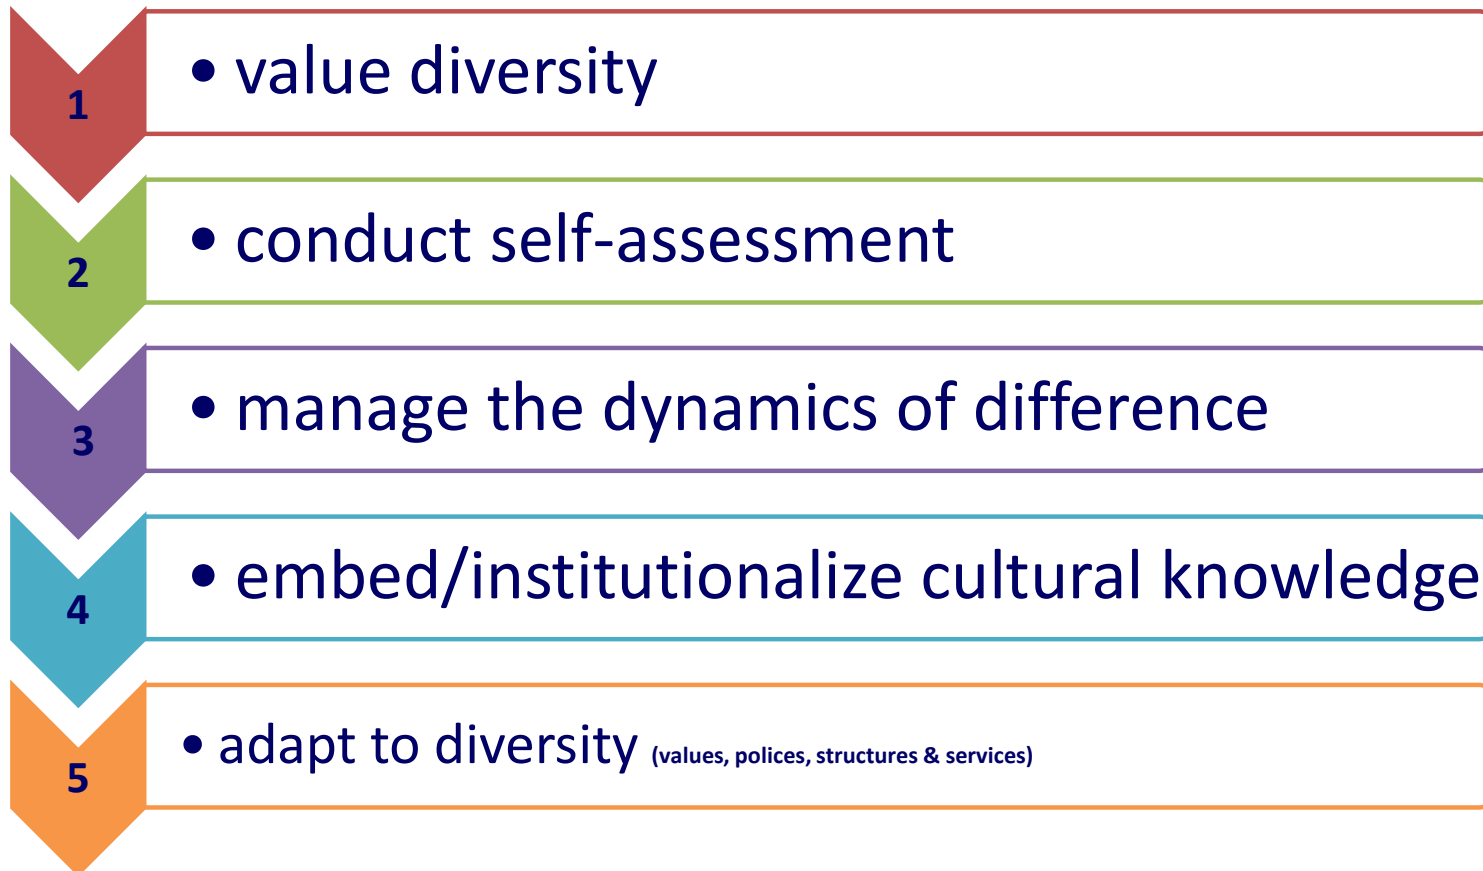 1
• value diversity
2
• conduct self-assessment
3
• manage the dynamics of difference
4
• embed/institutionalize cultural knowledge
5
• adapt to diversity (values, polices, structures & services)